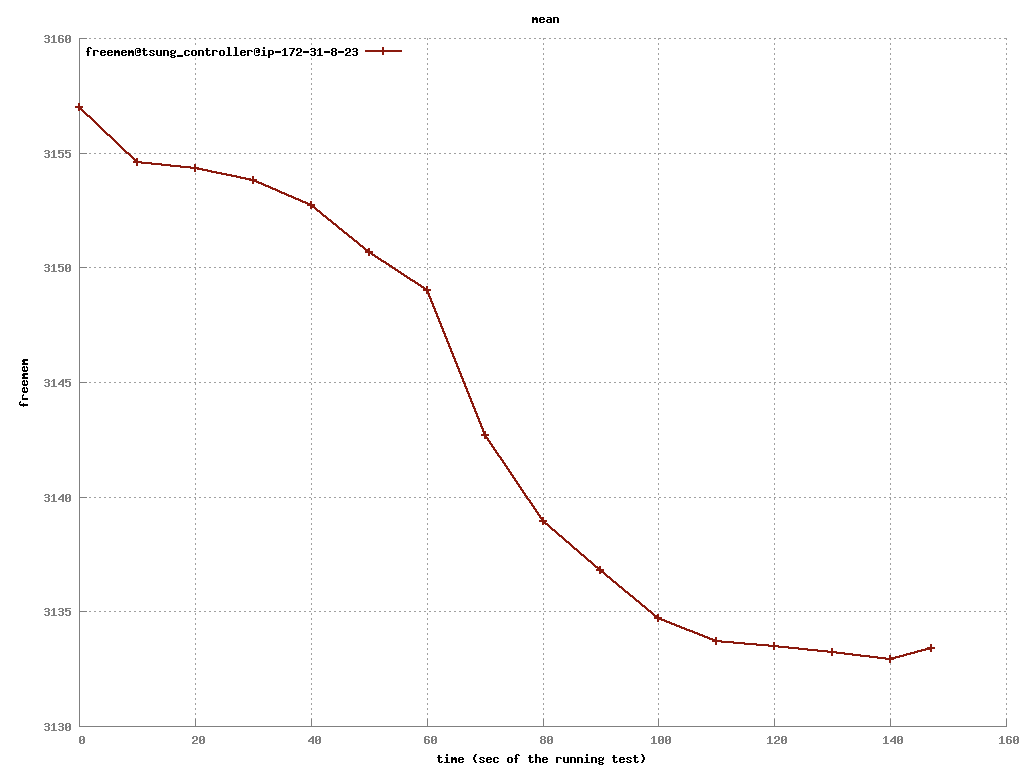 mean
freemem@tsung_controller@ip-172-31-8-23
3160
3155
3150
3145
3140
3135
3130
freemem
0 20 40 60 80 100 120 140 160
time (sec of the running test)